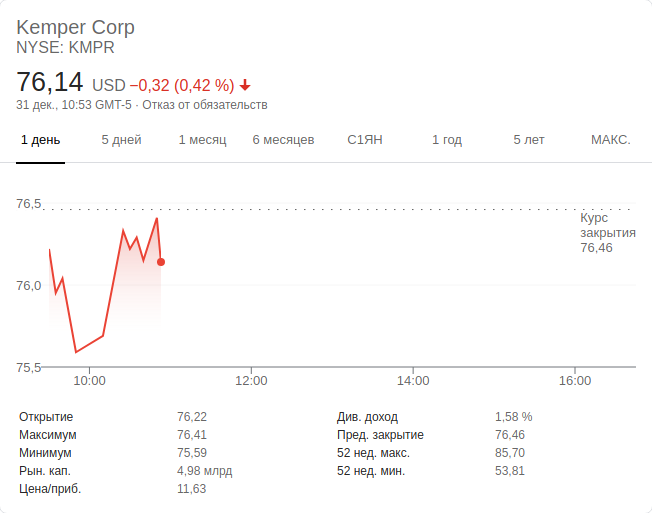 Kemper Corp
NYSE: KMPR
76,14 USD −0,32 (0,42 %)
31 дек., 10:53 GMT-5 · Отказ от обязательств
1 день 5 дней 1 месяц 6 месяцев С1ЯН 1 год 5 лет МАКС.
76,5
Курс
закрытия
76,46
76,0
75,5
10:00 12:00 14:00 16:00
Открытие 76,22
Максимум 76,41
Минимум 75,59
Рын. кап. 4,98 млрд
Цена/приб. 11,63
Див. доход 1,58 %
Пред. закрытие 76,46
52 нед. макс. 85,70
52 нед. мин. 53,81